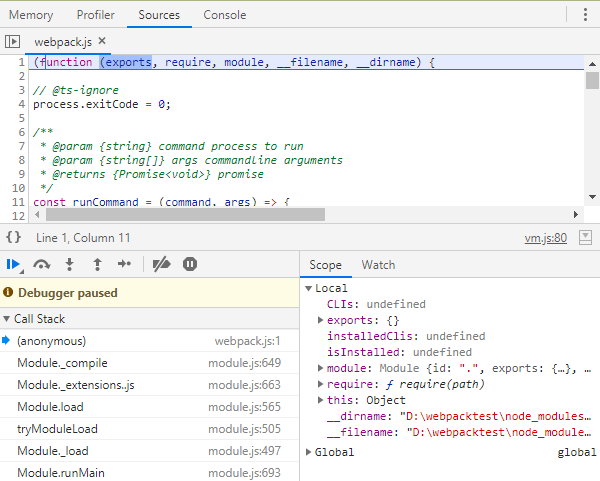 Memory Profiler Sources Console
webpack.js ×
1 (function (exports, require, module, __filename, __dirname) {
2
3 // @ts-ignore
4 process.exitCode = 0;
5
6 /**
7 * @param {string} command process to run
8 * @param {string[]} args commandline arguments
9 * @returns {Promise<void>} promise
10 */
11 const runCommand = (command, args) => {
12
{} Line 1, Column 11 vm.js:80
Debugger paused
Call Stack
(anonymous) webpack.js:1
Module._compile module.js:649
Module._extensions..js module.js:663
Module.load module.js:565
tryModuleLoad module.js:505
Module._load module.js:497
Module.runMain module.js:693
Scope Watch
Local
CLIs: undefined
exports: {}
installedClis: undefined
isInstalled: undefined
module: Module {id: ".", exports: {…}, …
require: ƒ require(path)
this: Object
__dirname: "D:\webpacktest\node_modules…
__filename: "D:\webpacktest\node_module…
Global global